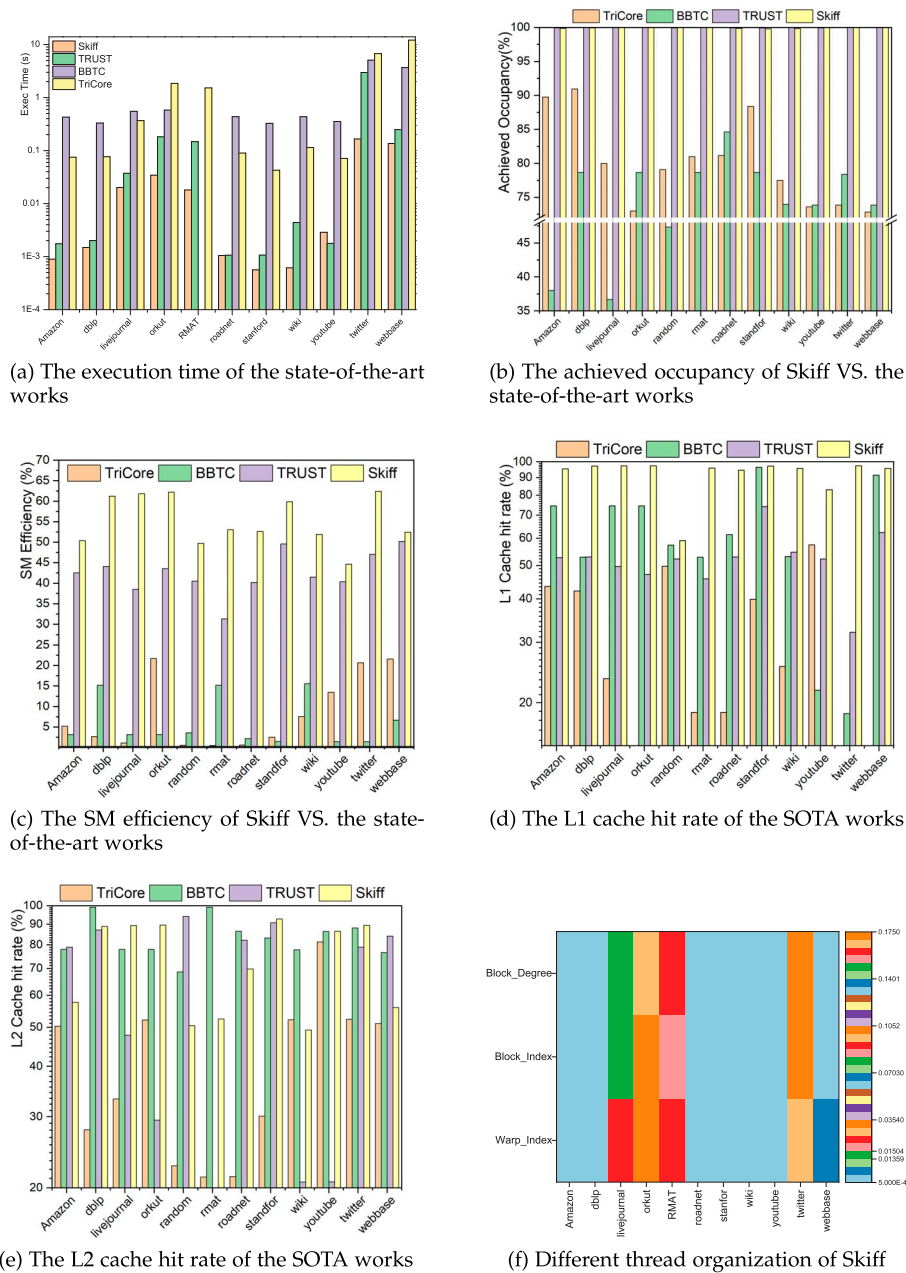 Exec Time (s)
10
1
0.1
0.01
1E-3
1E-4
Skiff
TRUST
BBTC
TriCore
Amazon
dblp
livejournal
orkut
RMAT
roadnet
stanford
wiki
youtube
twitter
webbase
(a) The execution time of the state-of-the-art
works
TriCore BBTC TRUST Skiff
Achieved Occupancy(%)
100
95
90
85
80
75
45
40
35
Amazon
dblp
livejournal
orkut
random
rmat
roadnet
standfor
wiki
youtube
twitter
webbase
(b) The achieved occupancy of Skiff VS. the
state-of-the-art works
TriCore BBTC TRUST Skiff
SM Efficiency (%)
70
65
60
55
50
45
40
35
30
25
20
15
10
5
Amazon
dblp
livejournal
orkut
random
rmat
roadnet
standfor
wiki
youtube
twitter
webbase
(c) The SM efficiency of Skiff VS. the state-
of-the-art works
TriCore BBTC TRUST Skiff
L1 Cache hit rate (%)
100
90
80
70
60
50
40
30
20
Amazon
dblp
livejournal
orkut
random
rmat
roadnet
standfor
wiki
youtube
twitter
webbase
(d) The L1 cache hit rate of the SOTA works
TriCore BBTC TRUST Skiff
L2 Cache hit rate (%)
100
90
80
70
60
50
40
30
20
Amazon
dblp
livejournal
orkut
random
rmat
roadnet
standfor
wiki
youtube
twitter
webbase
(e) The L2 cache hit rate of the SOTA works
Block_Degree
Block_Index
Warp_Index
Amazon
dblp
livejournal
orkut
RMAT
roadnet
stanfor
wiki
youtube
twitter
webbase
0.1750
0.1401
0.1052
0.07030
0.03540
0.01504
0.01359
5.000E-4
(f) Different thread organization of Skiff